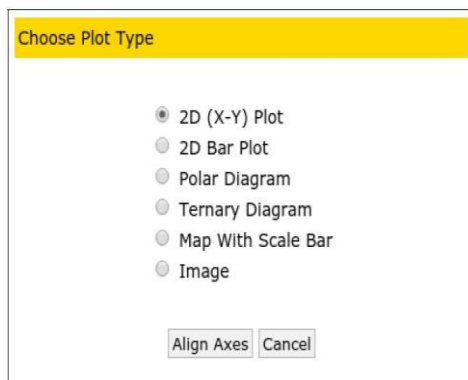 Choose Plot Type
2D (X-Y) Plot
2D Bar Plot
Polar Diagram
Ternary Diagram
Map With Scale Bar
Image
Align Axes Cancel